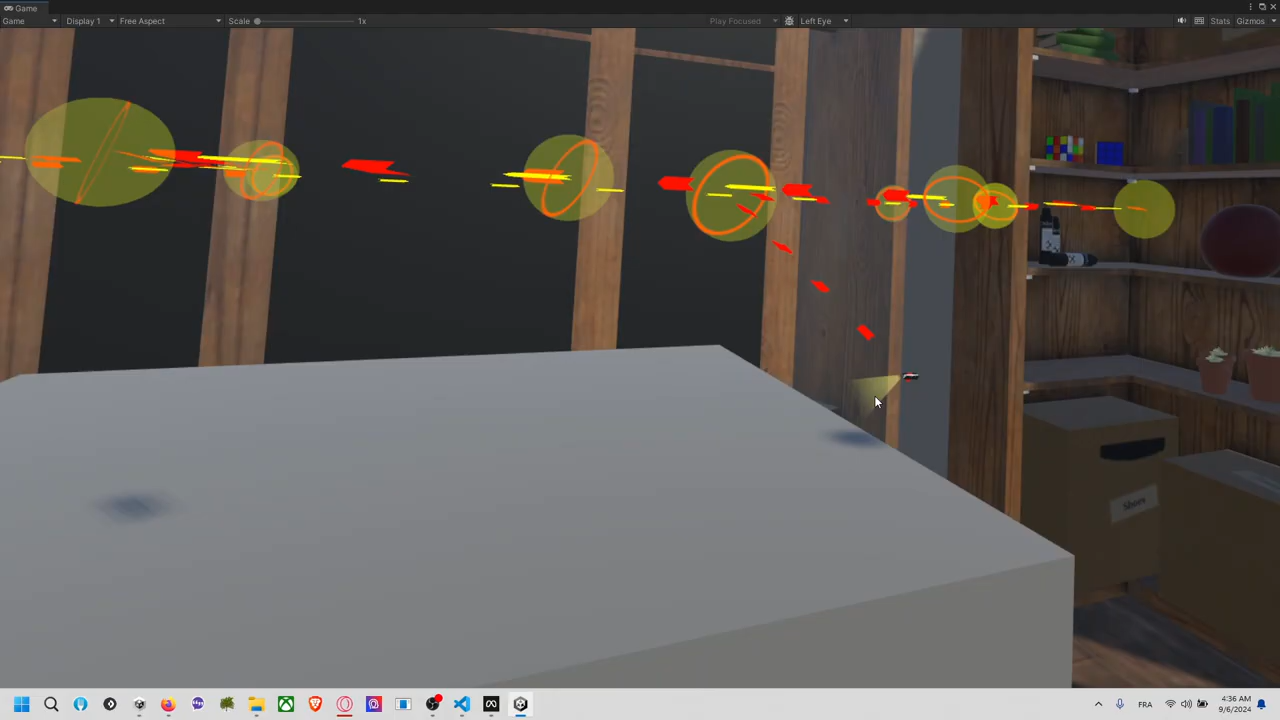 Game
Game Display 1 Free Aspect Scale 1x Play Focused Left Eye Stats Gizmos
Share
FRA 4:36 AM
9/6/2024